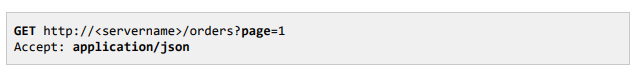 GET http://<servername>/orders?page=1
Accept: application/json